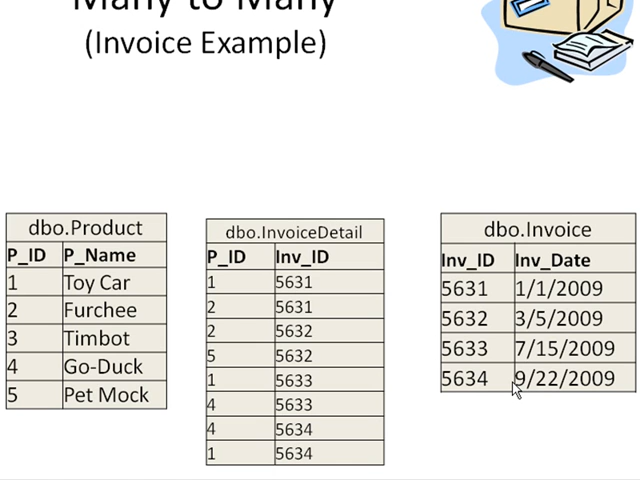 Many to Many
(Invoice Example)
dbo.Product
P_ID P_Name
1 Toy Car
2 Furchee
3 Timbot
4 Go-Duck
5 Pet Mock
dbo.InvoiceDetail
P_ID Inv_ID
1 5631
2 5631
2 5632
5 5632
1 5633
4 5633
4 5634
1 5634
dbo.Invoice
Inv_ID Inv_Date
5631 1/1/2009
5632 3/5/2009
5633 7/15/2009
5634 9/22/2009